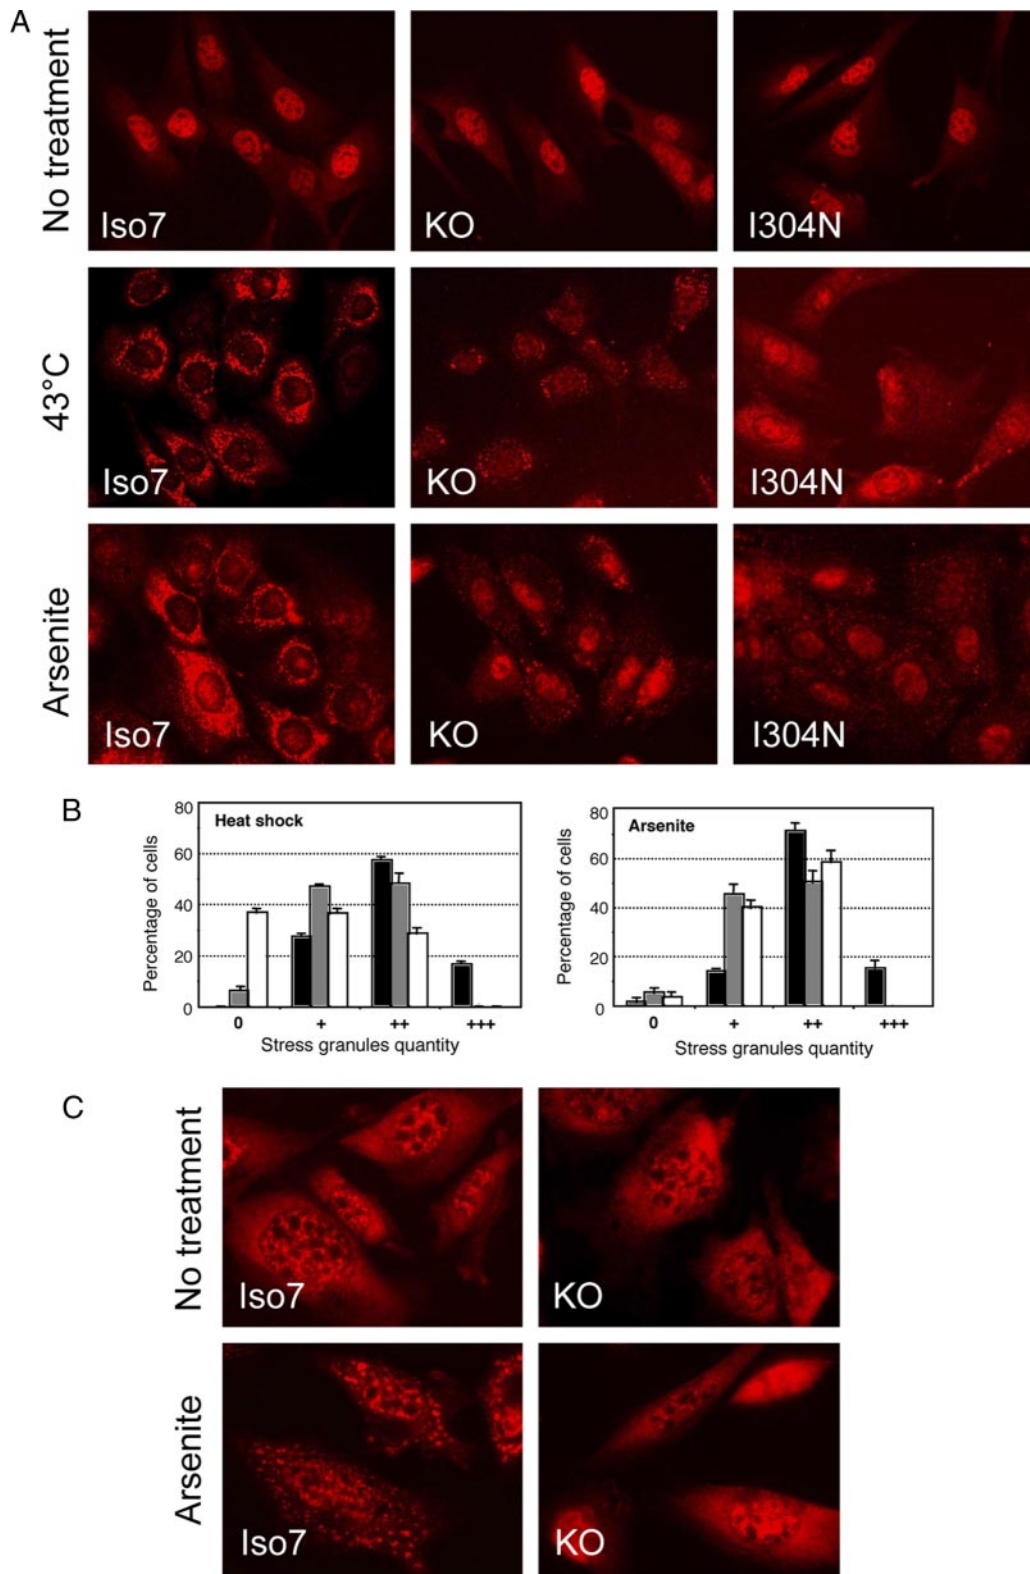 A
No treatment
Iso7
KO
I304N
43°C
Iso7
KO
I304N
Arsenite
Iso7
KO
I304N
B
Heat shock
Percentage of cells
80
60
40
20
0
0 + ++ +++
Stress granules quantity
Arsenite
Percentage of cells
80
60
40
20
0
0 + ++ +++
Stress granules quantity
C
No treatment
Iso7
KO
Arsenite
Iso7
KO